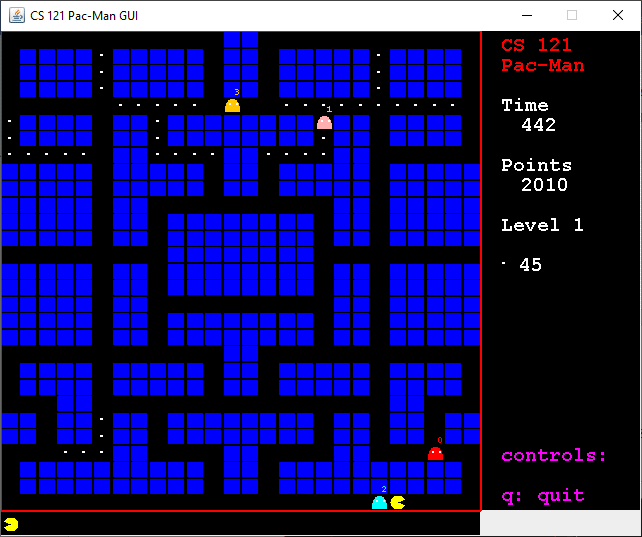 CS 121 Pac-Man GUI
CS 121
Pac-Man
3
1
Time
442
Points
2010
Level 1
45
0
controls:
2
q: quit